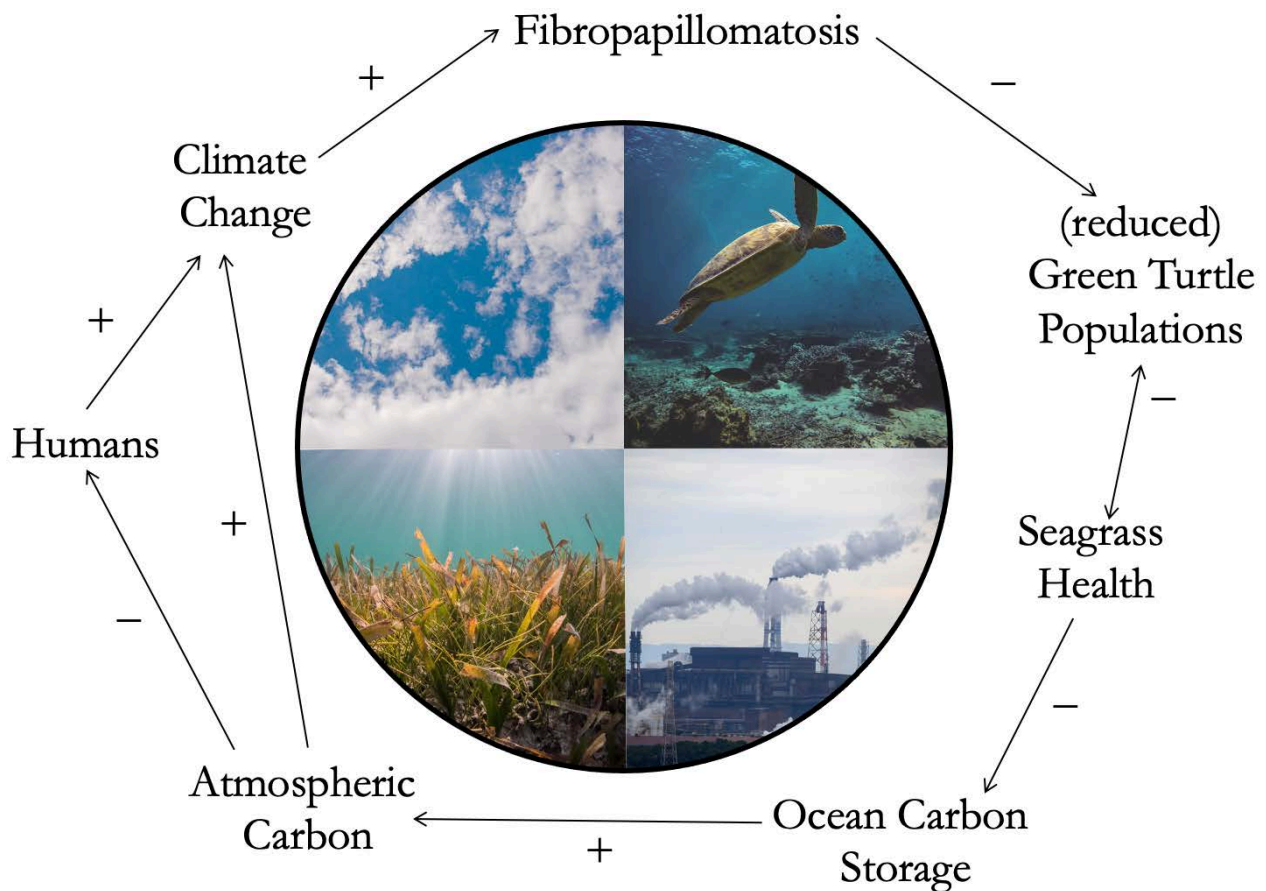 Fibropapillomatosis
+
–
Climate
Change
(reduced)
Green Turtle
Populations
+
–
Humans
+
Seagrass
Health
–
–
Atmospheric
Carbon
+
Ocean Carbon
Storage